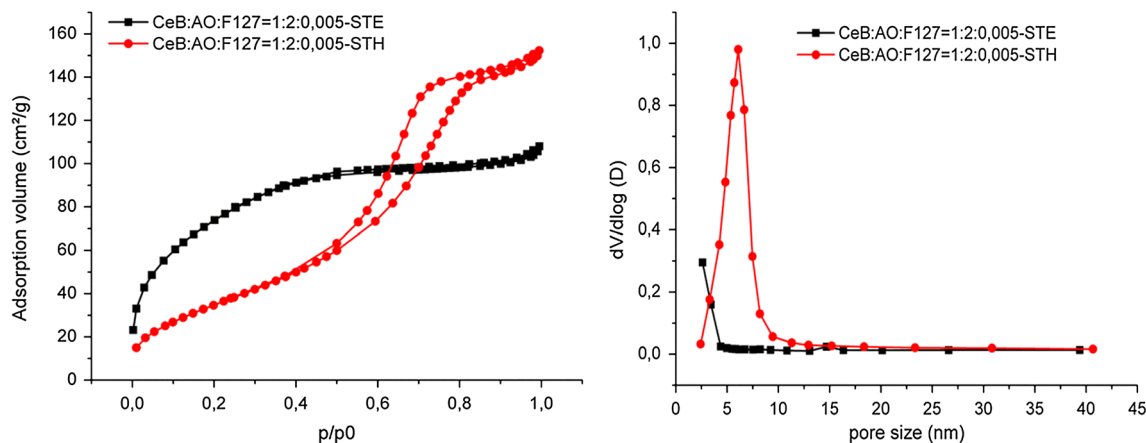 CeB:AO:F127=1:2:0,005-STE
CeB:AO:F127=1:2:0,005-STH
Adsorption volume (cm²/g)
160
140
120
100
80
60
40
20
0
0,0 0,2 0,4 0,6 0,8 1,0
p/p0
CeB:AO:F127=1:2:0,005-STE
CeB:AO:F127=1:2:0,005-STH
dV/dlog (D)
1,0
0,8
0,6
0,4
0,2
0,0
0 5 10 15 20 25 30 35 40 45
pore size (nm)